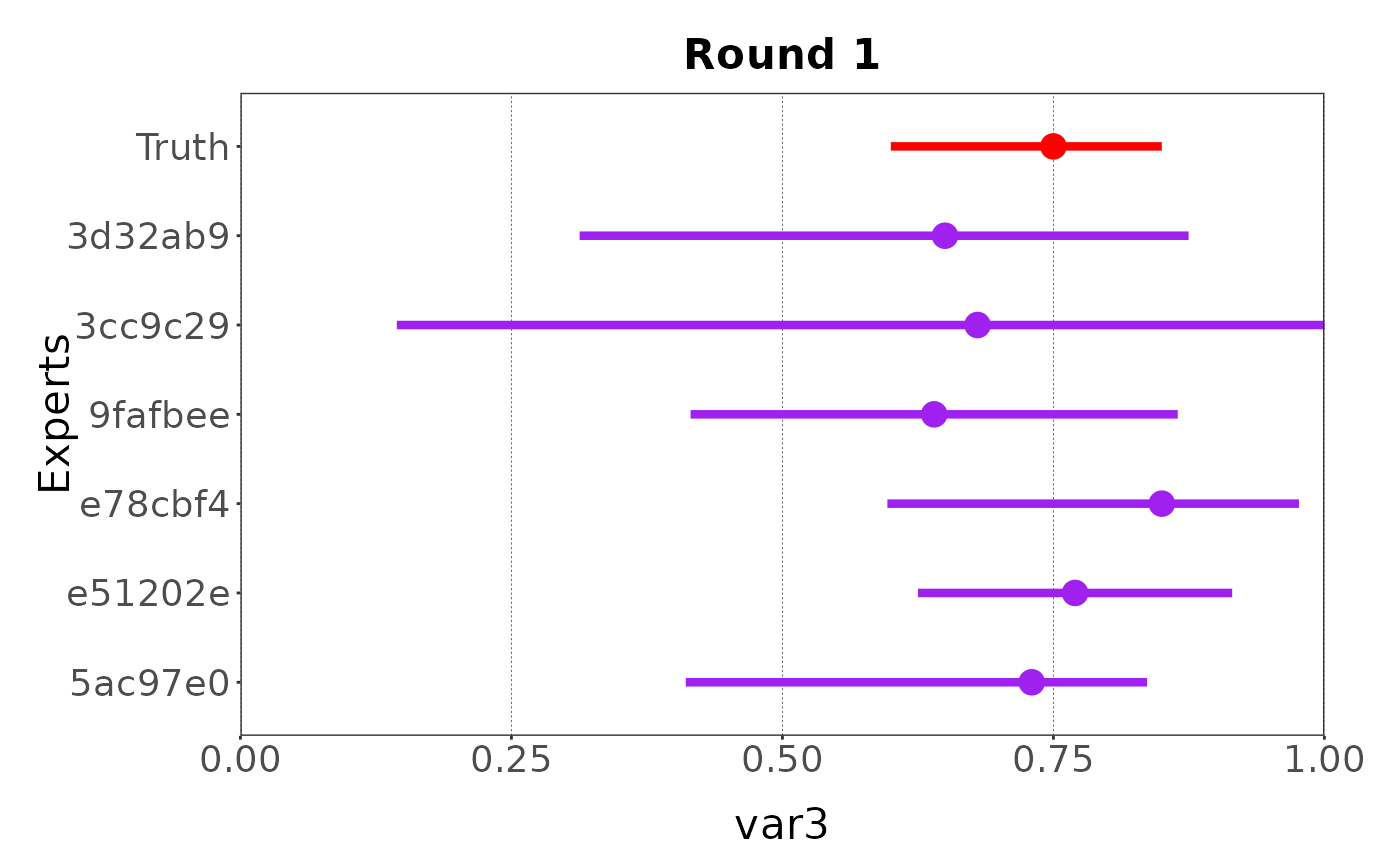 Round 1
Truth
3d32ab9
3cc9c29
9fafbee
e78cbf4
e51202e
5ac97e0
Experts
0.00 0.25 0.50 0.75 1.00
var3